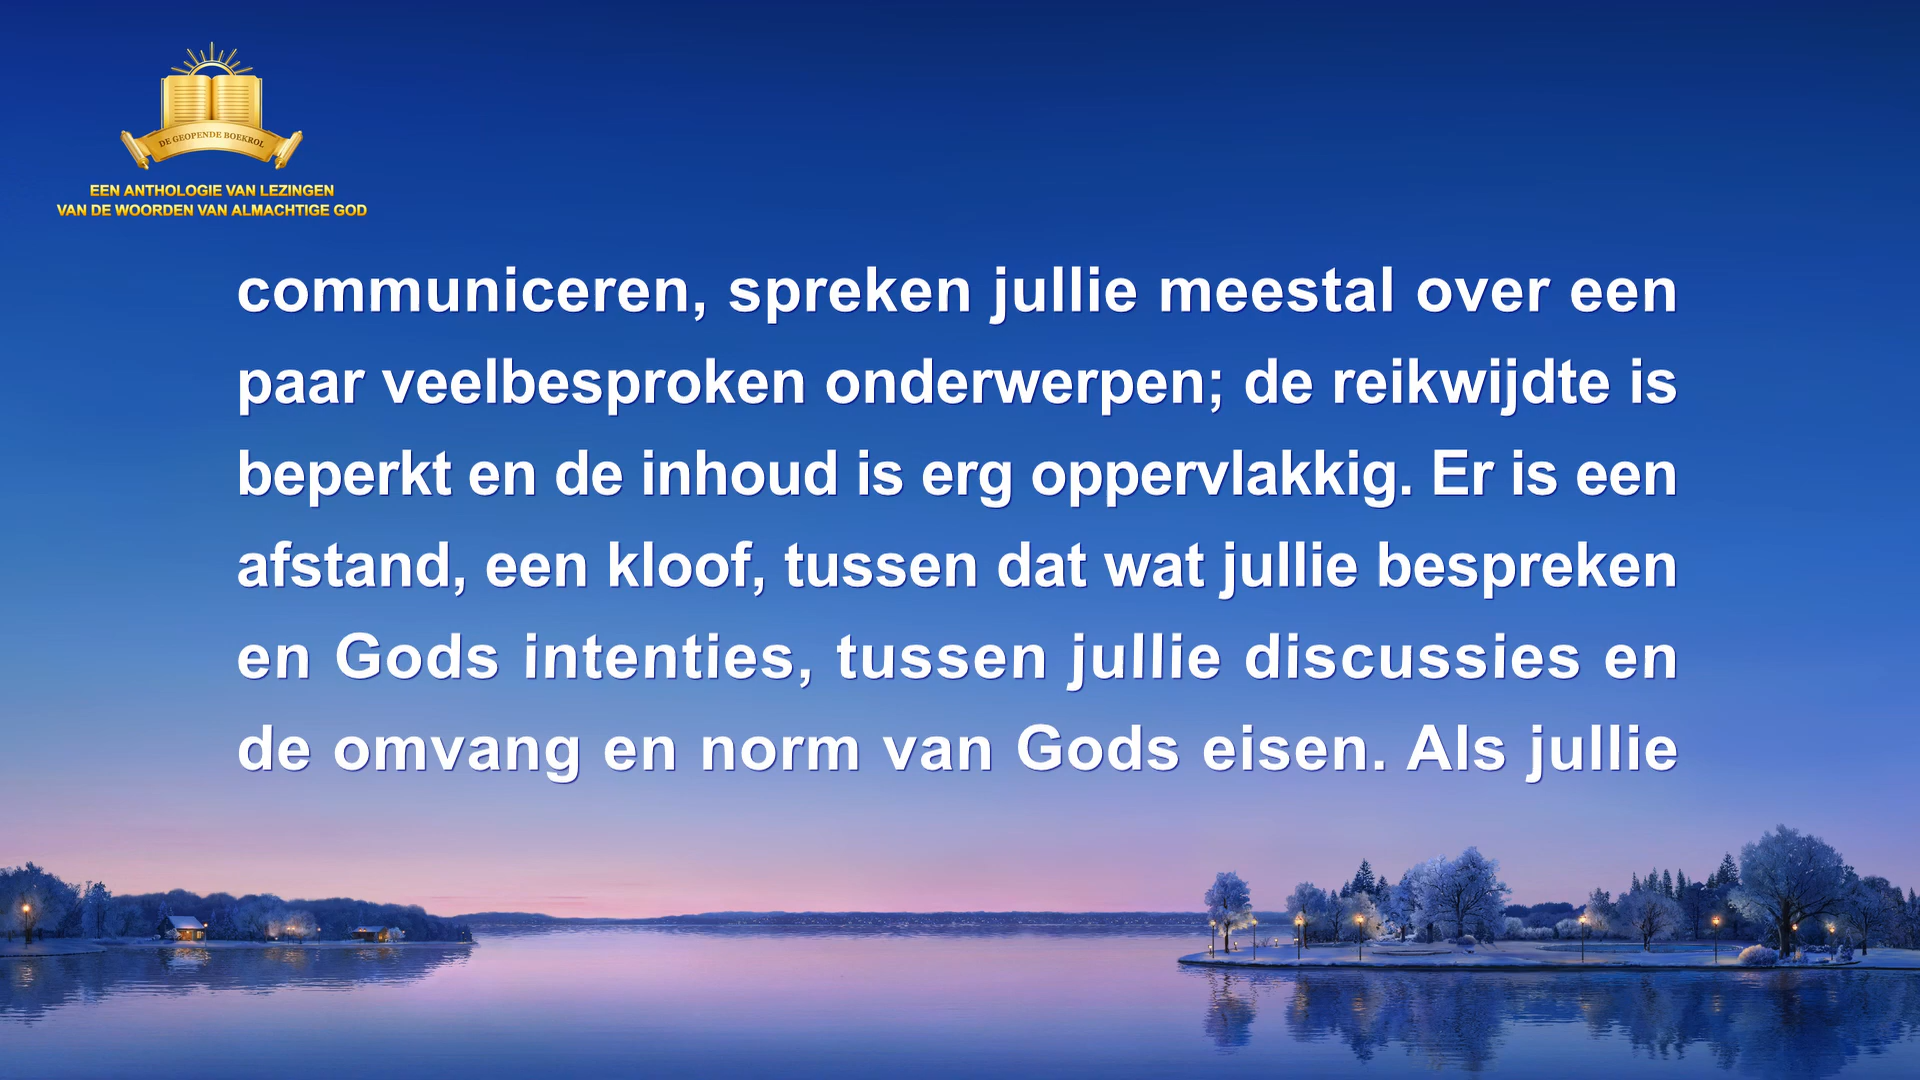 DE GEOPENDE BOEKROL
EEN ANTHOLOGIE VAN LEZINGEN
VAN DE WOORDEN VAN ALMACHTIGE GOD
communiceren, spreken jullie meestal over een
paar veelbesproken onderwerpen; de reikwijdte is
beperkt en de inhoud is erg oppervlakkig. Er is een
afstand, een kloof, tussen dat wat jullie bespreken
en Gods intenties, tussen jullie discussies en
de omvang en norm van Gods eisen. Als jullie